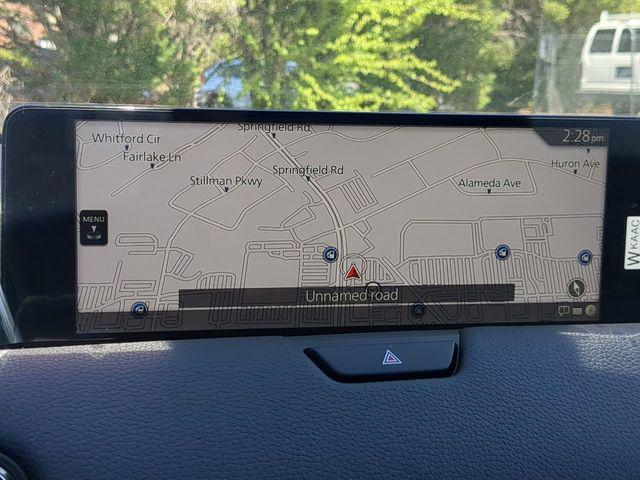 Springfield Rd
2:28 pm
Whitford Cir
Fairlake Ln
Huron Ave
Springfield Rd
Stillman Pkwy
Alameda Ave
MENU
WKAAC
Unnamed road